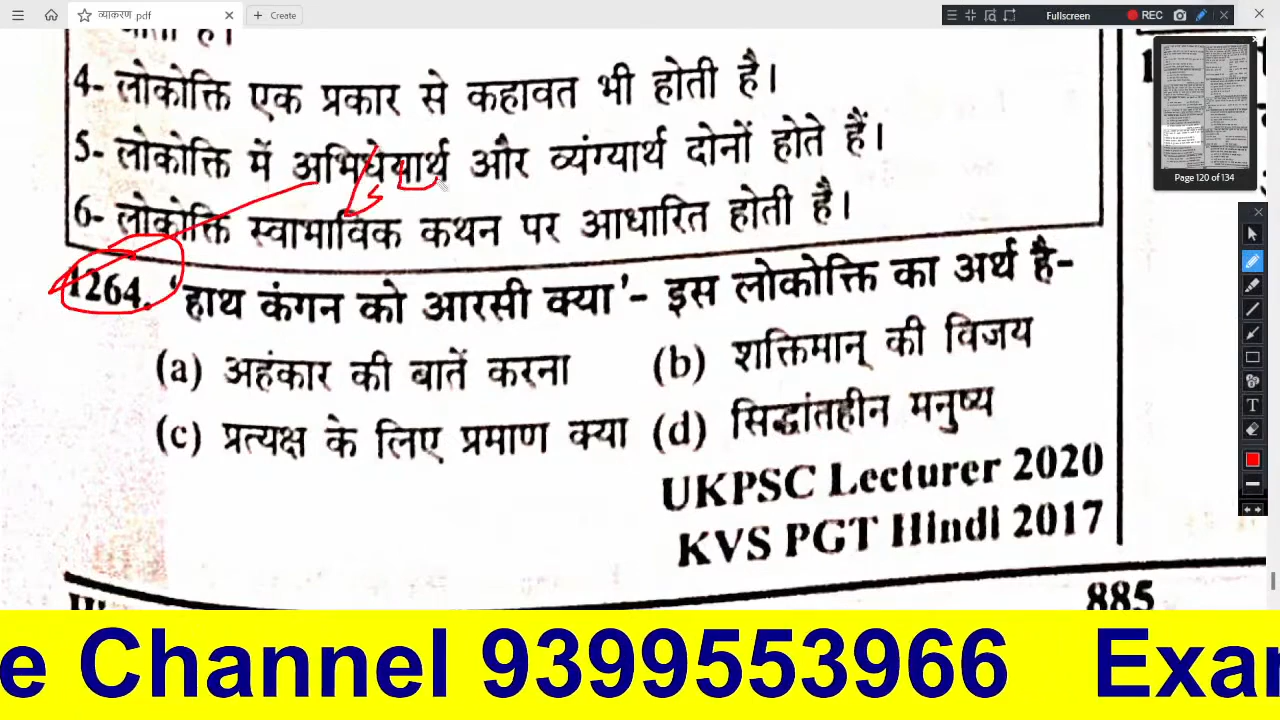 व्याकरण pdf
Create
Fullscreen
REC
4- लोकोक्ति एक प्रकार से कहावत भी होती है।
5- लोकोक्ति में अभिधेयार्थ और व्यंग्यार्थ दोनों होते हैं।
6- लोकोक्ति स्वाभाविक कथन पर आधारित होती है।
1264. 'हाथ कंगन को आरसी क्या'- इस लोकोक्ति का अर्थ है-
(a) अहंकार की बातें करना (b) शक्तिमान् की विजय
(c) प्रत्यक्ष के लिए प्रमाण क्या (d) सिद्धांतहीन मनुष्य
UKPSC Lecturer 2020
KVS PGT Hindi 2017
885
Page 120 of 134
e Channel 9399553966 Exar